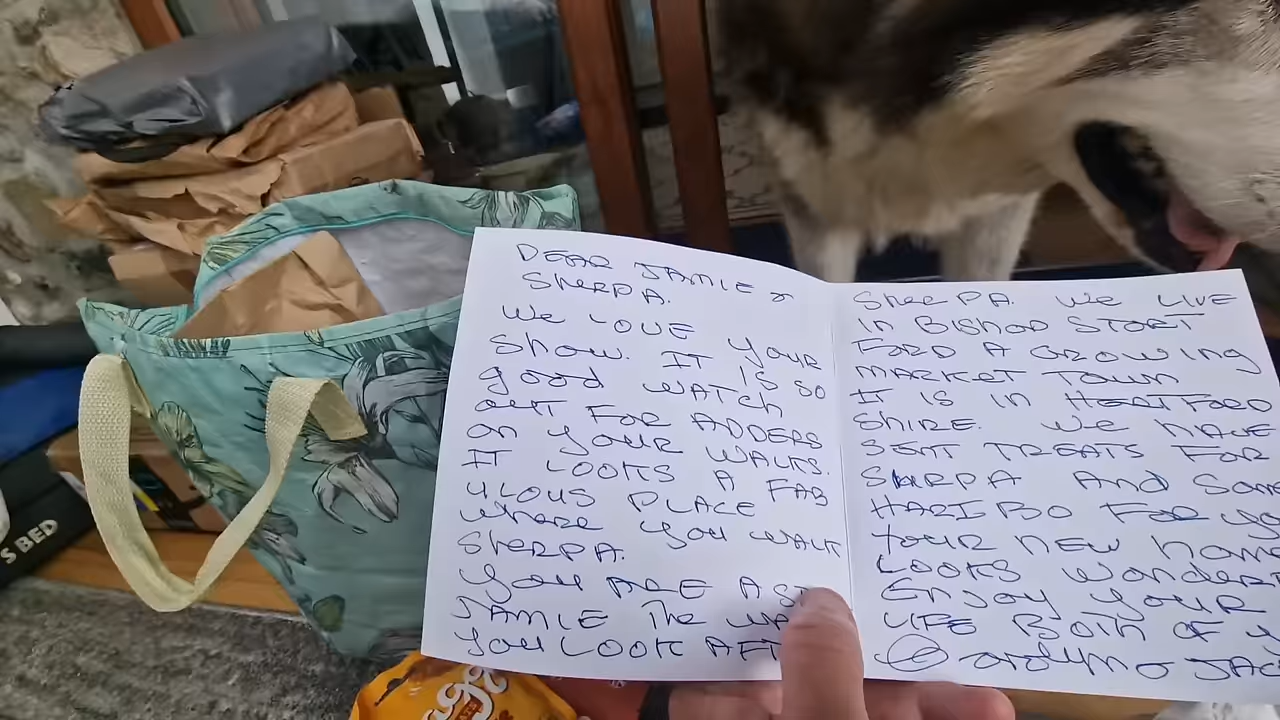 DEAR JAMIE &
SHERPA.
We LOVE YOUR
SHOW. IT IS SO
good WATCH
OUT FOR ADDERS
on YOUR WALKS.
IT LOOKS A FAB
ULOUS PLACE
WHERE YOU WALK
SHERPA.
YOU ARE A
JAMIE THE
YOU LOOK
SHERPA. We LIVE
in BISHOP STORT
FORD A GROWING
MARKET TOWN
IT IS in HERTFORD
SHIRE. We HAVE
SENT TREATS FOR
SHERPA AND SOME
HARIBO FOR
YOUR NEW HOME
LOOKS
ENJOY YOUR
LIFE BOTH OF
S BED